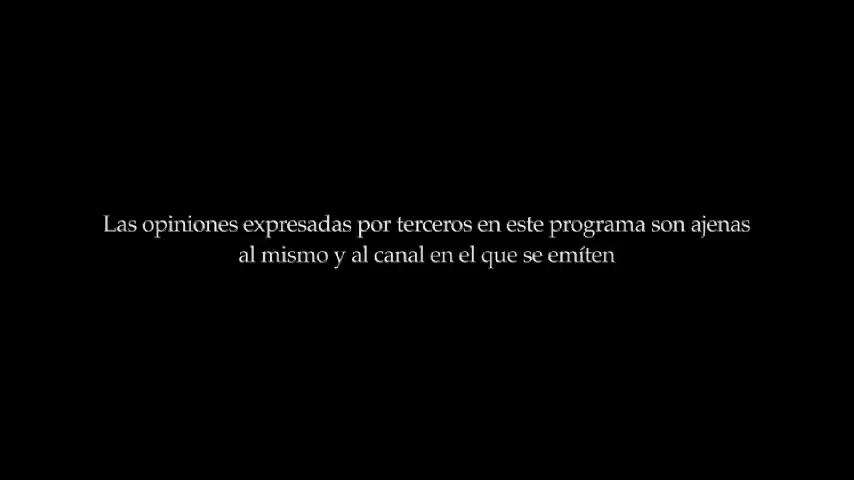 Las opiniones expresadas por terceros en este programa son ajenas
al mismo y al canal en el que se emíten